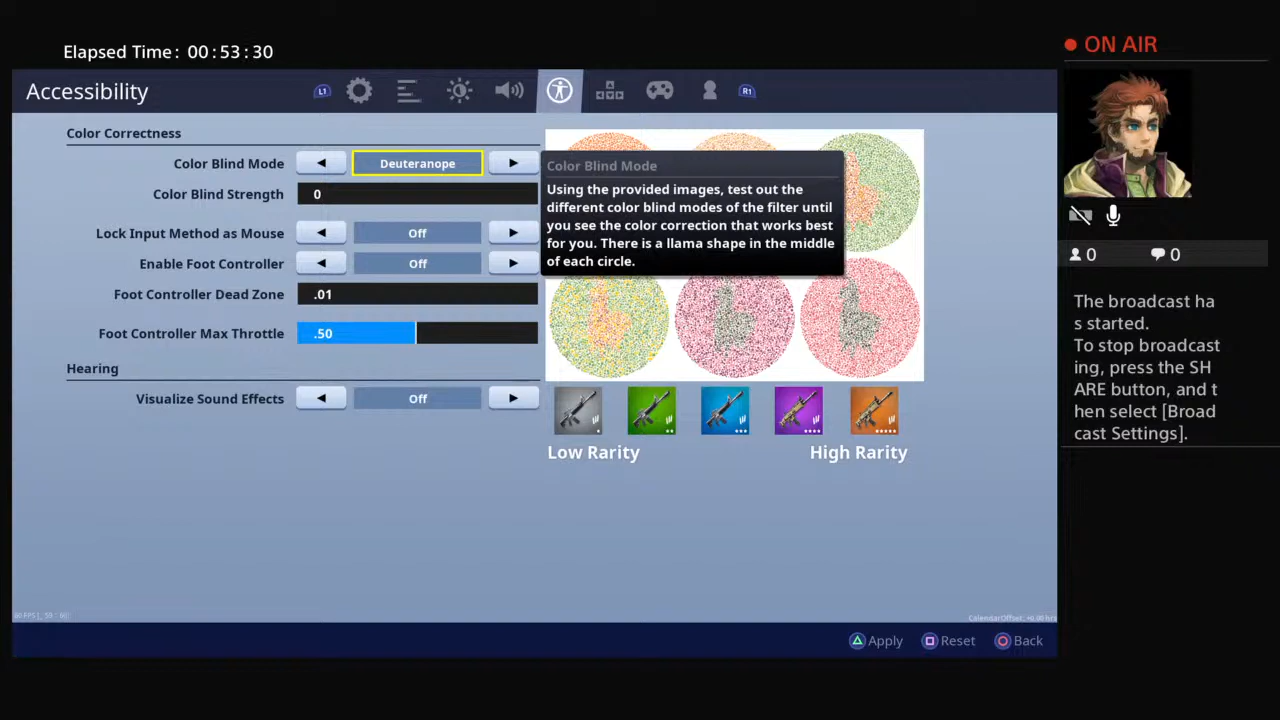 Elapsed Time: 00:53:30
ON AIR
Accessibility
L1
R1
Color Correctness
Color Blind Mode
Deuteranope
Color Blind Strength
0
Lock Input Method as Mouse
Off
Enable Foot Controller
Off
Foot Controller Dead Zone
.01
Foot Controller Max Throttle
.50
Hearing
Visualize Sound Effects
Off
Color Blind Mode
Using the provided images, test out the
different color blind modes of the filter until
you see the color correction that works best
for you. There is a llama shape in the middle
of each circle.
Low Rarity
High Rarity
0
0
The broadcast ha
s started.
To stop broadcast
ing, press the SH
ARE button, and t
hen select [Broad
cast Settings].
CalendarOffset: +0.00 hrs
Apply
Reset
Back